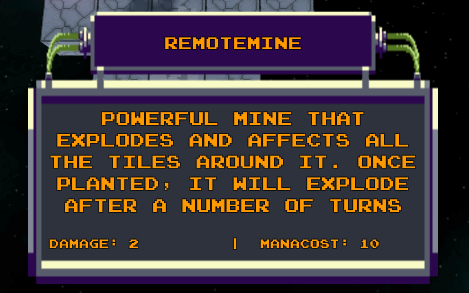 REMOTEMINE
POWERFUL MINE THAT
EXPLODES AND AFFECTS ALL
THE TILES AROUND IT. ONCE
PLANTED, IT WILL EXPLODE
AFTER A NUMBER OF TURNS
DAMAGE: 2 | MANACOST: 10